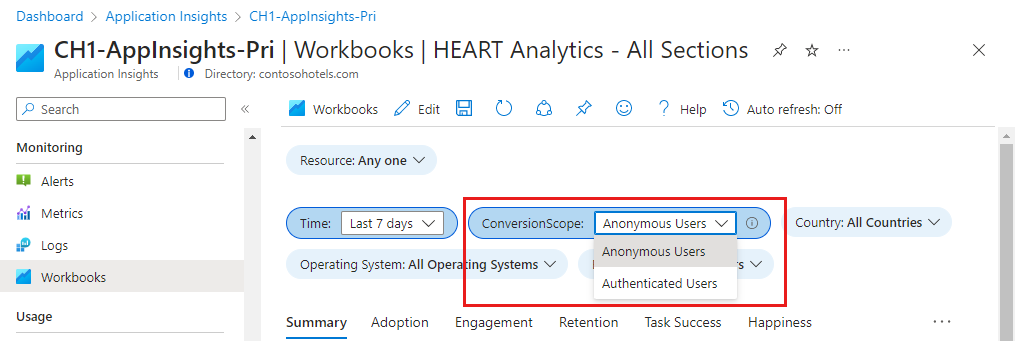 Dashboard > Application Insights > CH1-AppInsights-Pri
CH1-AppInsights-Pri | Workbooks | HEART Analytics - All Sections
Application Insights
Directory: contosohotels.com
Search
Workbooks Edit Help Auto refresh: Off
Monitoring
Alerts
Metrics
Logs
Workbooks
Usage
Resource: Any one
Time: Last 7 days ConversionScope: Anonymous Users Country: All Countries
Anonymous Users
Authenticated Users
Operating System: All Operating Systems
Summary Adoption Engagement Retention Task Success Happiness